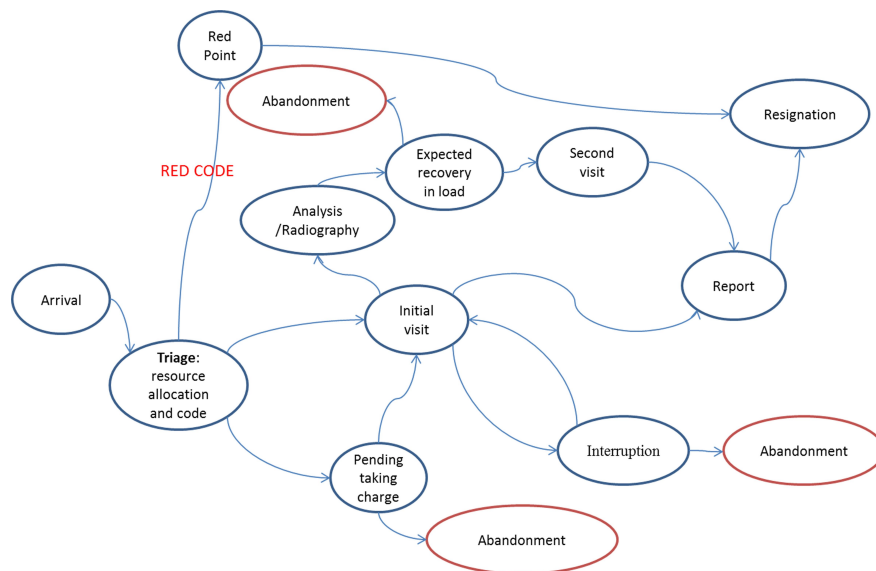 Red
Point
Abandonment
Resignation
RED CODE
Expected
recovery
in load
Second
visit
Analysis
/Radiography
Arrival
Initial
visit
Report
Triage:
resource
allocation
and code
Pending
taking
charge
Interruption
Abandonment
Abandonment